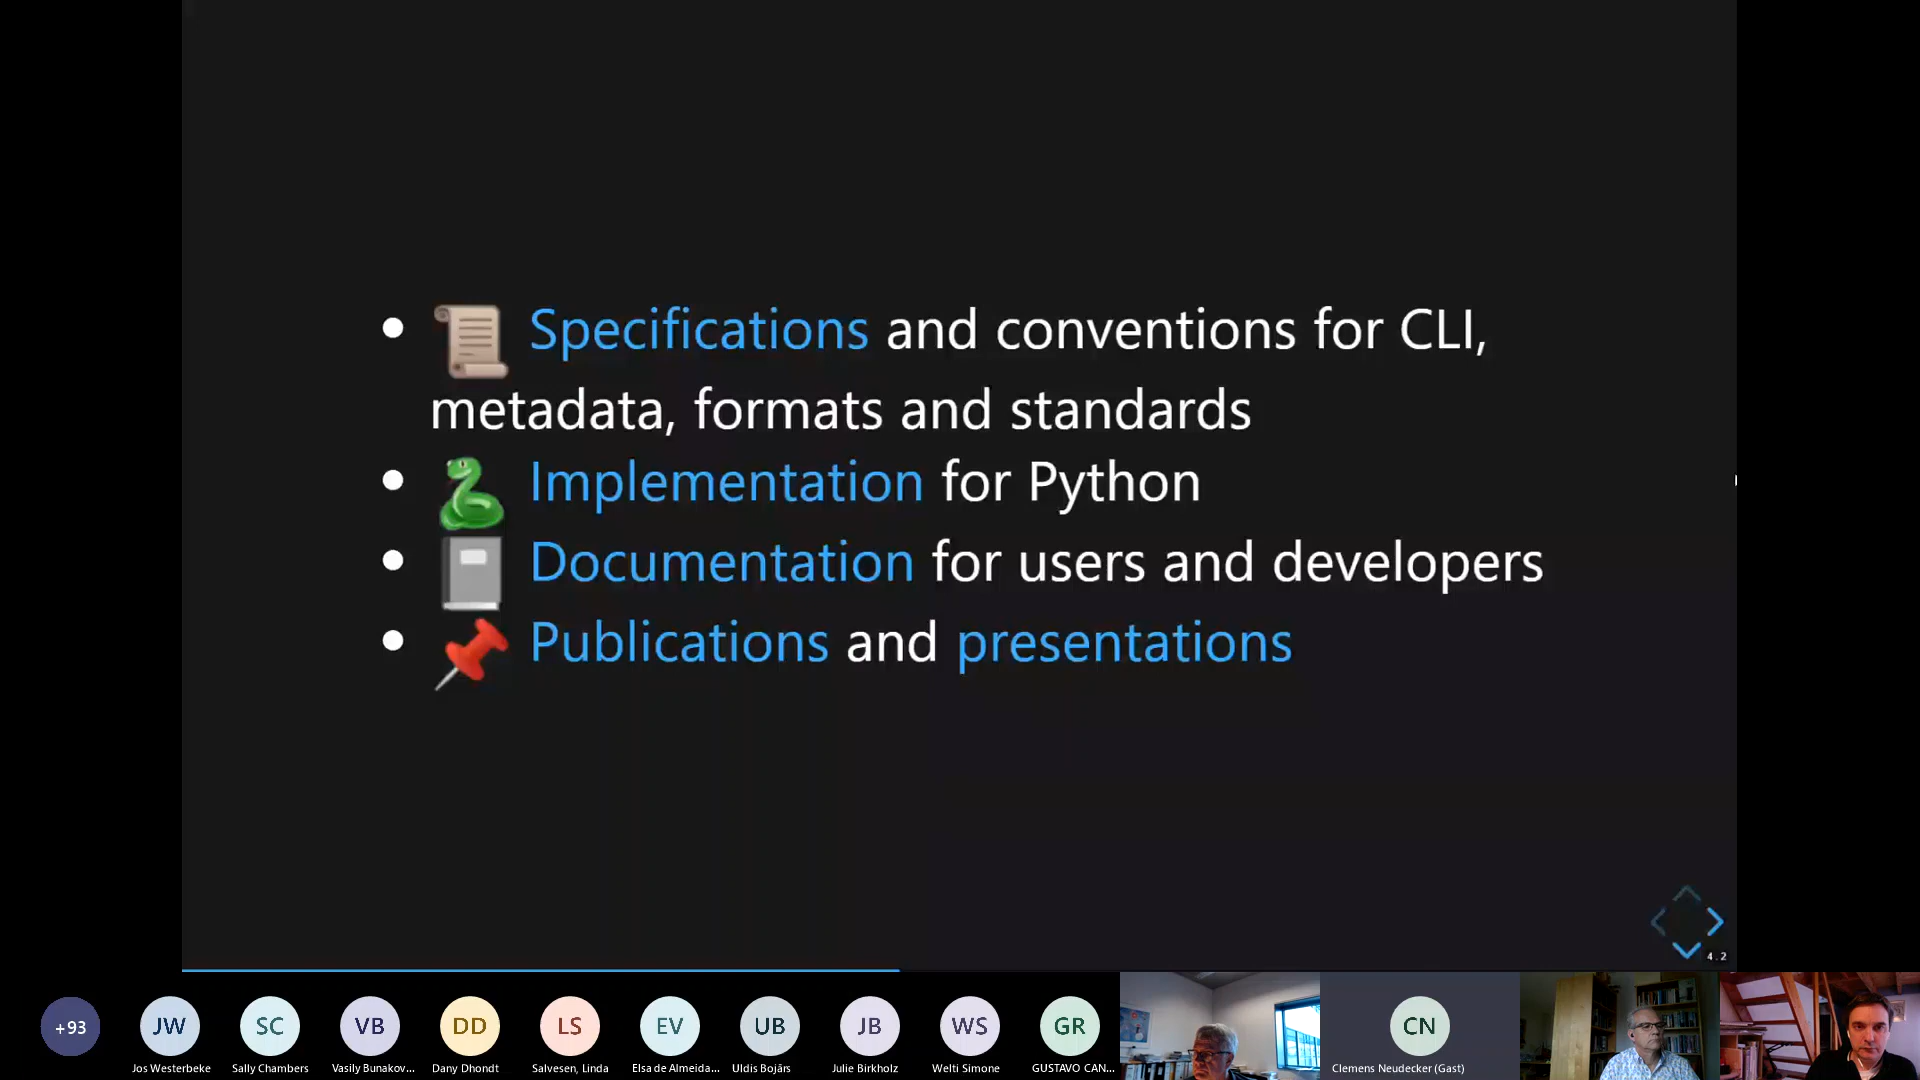 Specifications and conventions for CLI,
metadata, formats and standards
Implementation for Python
Documentation for users and developers
Publications and presentations
4.2
+93
JW
SC
VB
DD
LS
EV
UB
JB
WS
GR
CN
Jos Westerbeke
Sally Chambers
Vasily Bunakov...
Dany Dhondt
Salvesen, Linda
Elsa de Almeida...
Uldis Bojārs
Julie Birkholz
Welti Simone
GUSTAVO CAN...
Clemens Neudecker (Gast)